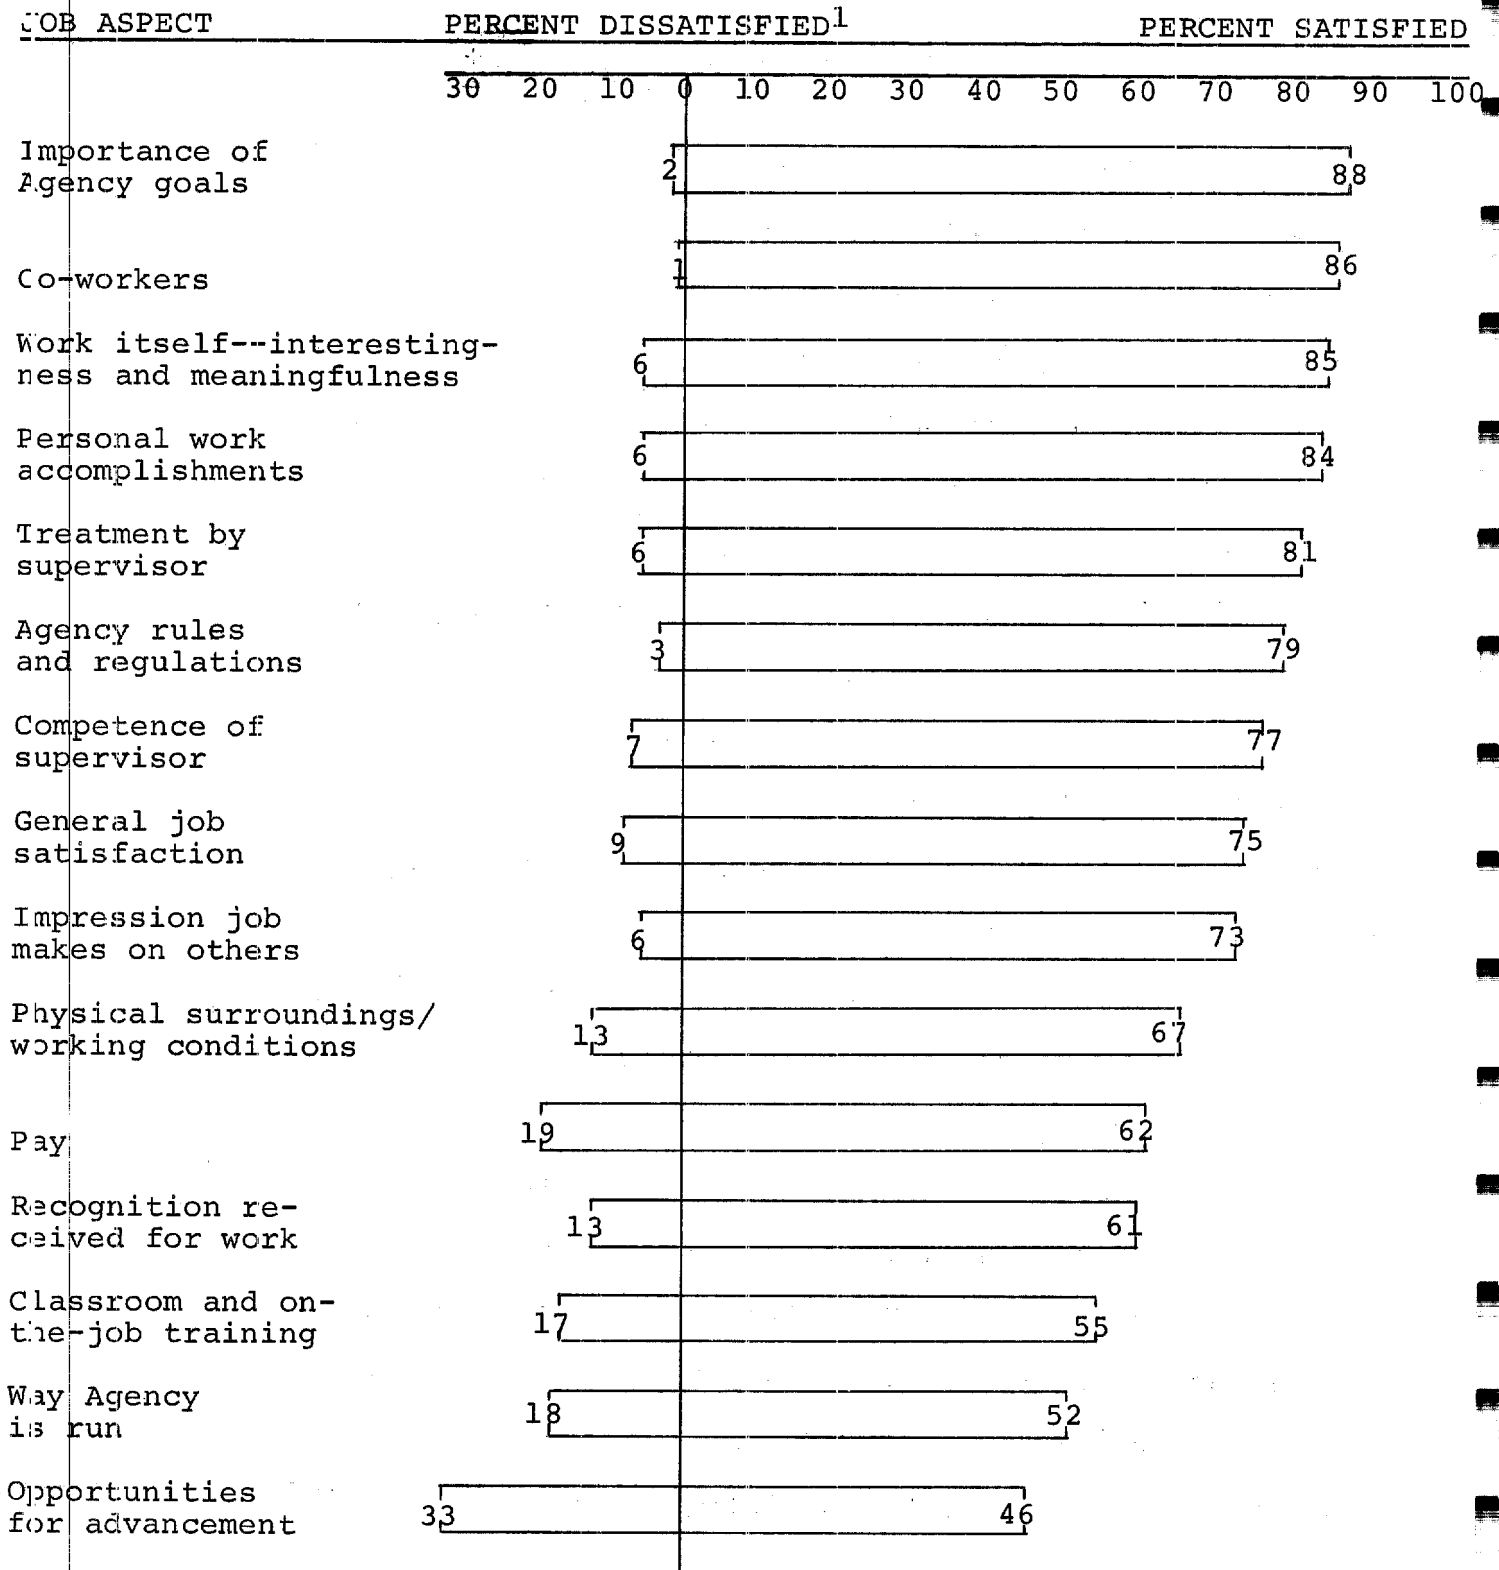 JOB ASPECT PERCENT DISSATISFIED1 PERCENT SATISFIED
30 20 10 0 10 20 30 40 50 60 70 80 90 100
Importance of
Agency goals 2 88
Co-workers 1 86
Work itself--interesting-
ness and meaningfulness 6 85
Personal work
accomplishments 6 84
Treatment by
supervisor 6 81
Agency rules
and regulations 3 79
Competence of
supervisor 7 77
General job
satisfaction 9 75
Impression job
makes on others 6 73
Physical surroundings/
working conditions 13 67
Pay 19 62
Recognition re-
ceived for work 13 61
Classroom and on-
the-job training 17 55
Way Agency
is run 18 52
Opportunities
for advancement 33 46